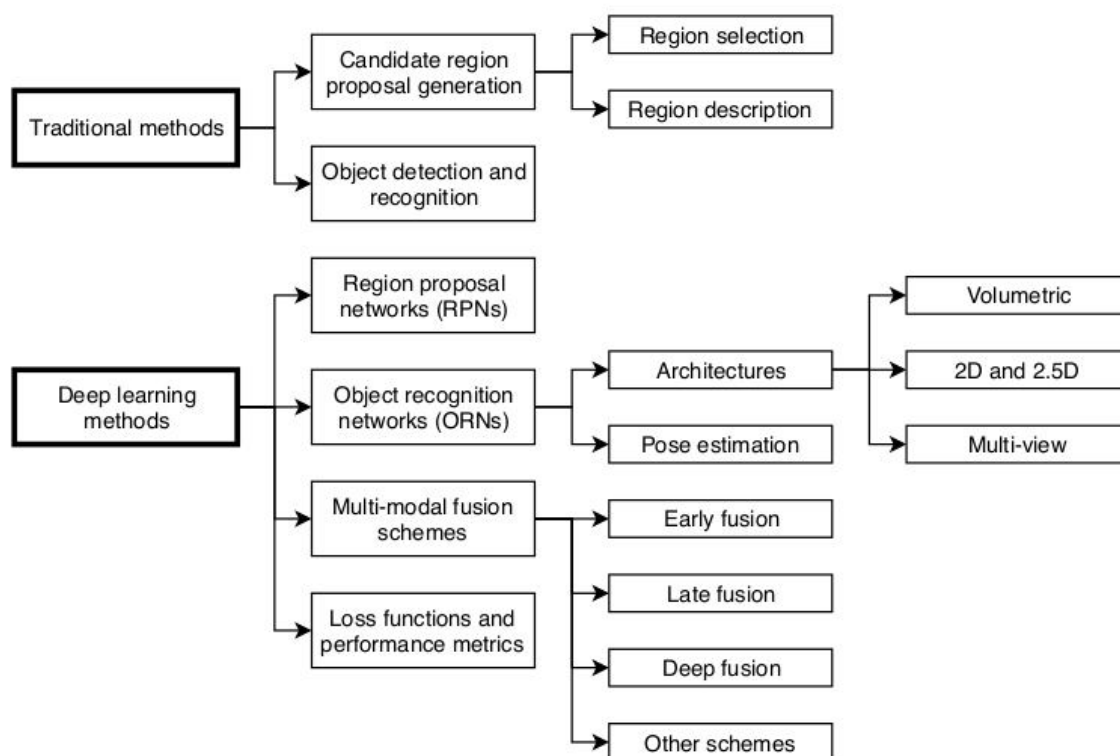 Traditional methods
Candidate region
proposal generation
Region selection
Region description
Object detection and
recognition
Deep learning
methods
Region proposal
networks (RPNs)
Object recognition
networks (ORNs)
Architectures
Volumetric
2D and 2.5D
Multi-view
Pose estimation
Multi-modal fusion
schemes
Early fusion
Late fusion
Deep fusion
Other schemes
Loss functions and
performance metrics